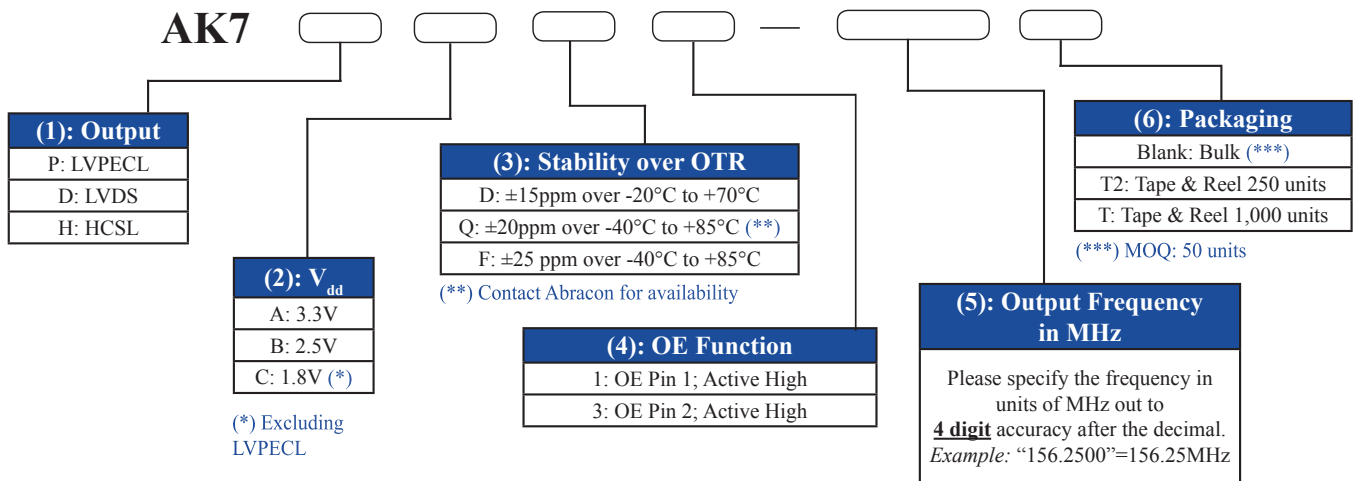 AK7 —
(1): Output
P: LVPECL
D: LVDS
H: HCSL
(2): Vdd
A: 3.3V
B: 2.5V
C: 1.8V (*)
(*) Excluding
LVPECL
(3): Stability over OTR
D: ±15ppm over -20°C to +70°C
Q: ±20ppm over -40°C to +85°C (**)
F: ±25 ppm over -40°C to +85°C
(**) Contact Abracon for availability
(4): OE Function
1: OE Pin 1; Active High
3: OE Pin 2; Active High
(5): Output Frequency
in MHz
Please specify the frequency in
units of MHz out to
4 digit accuracy after the decimal.
Example: “156.2500”=156.25MHz
(6): Packaging
Blank: Bulk (***)
T2: Tape & Reel 250 units
T: Tape & Reel 1,000 units
(***) MOQ: 50 units